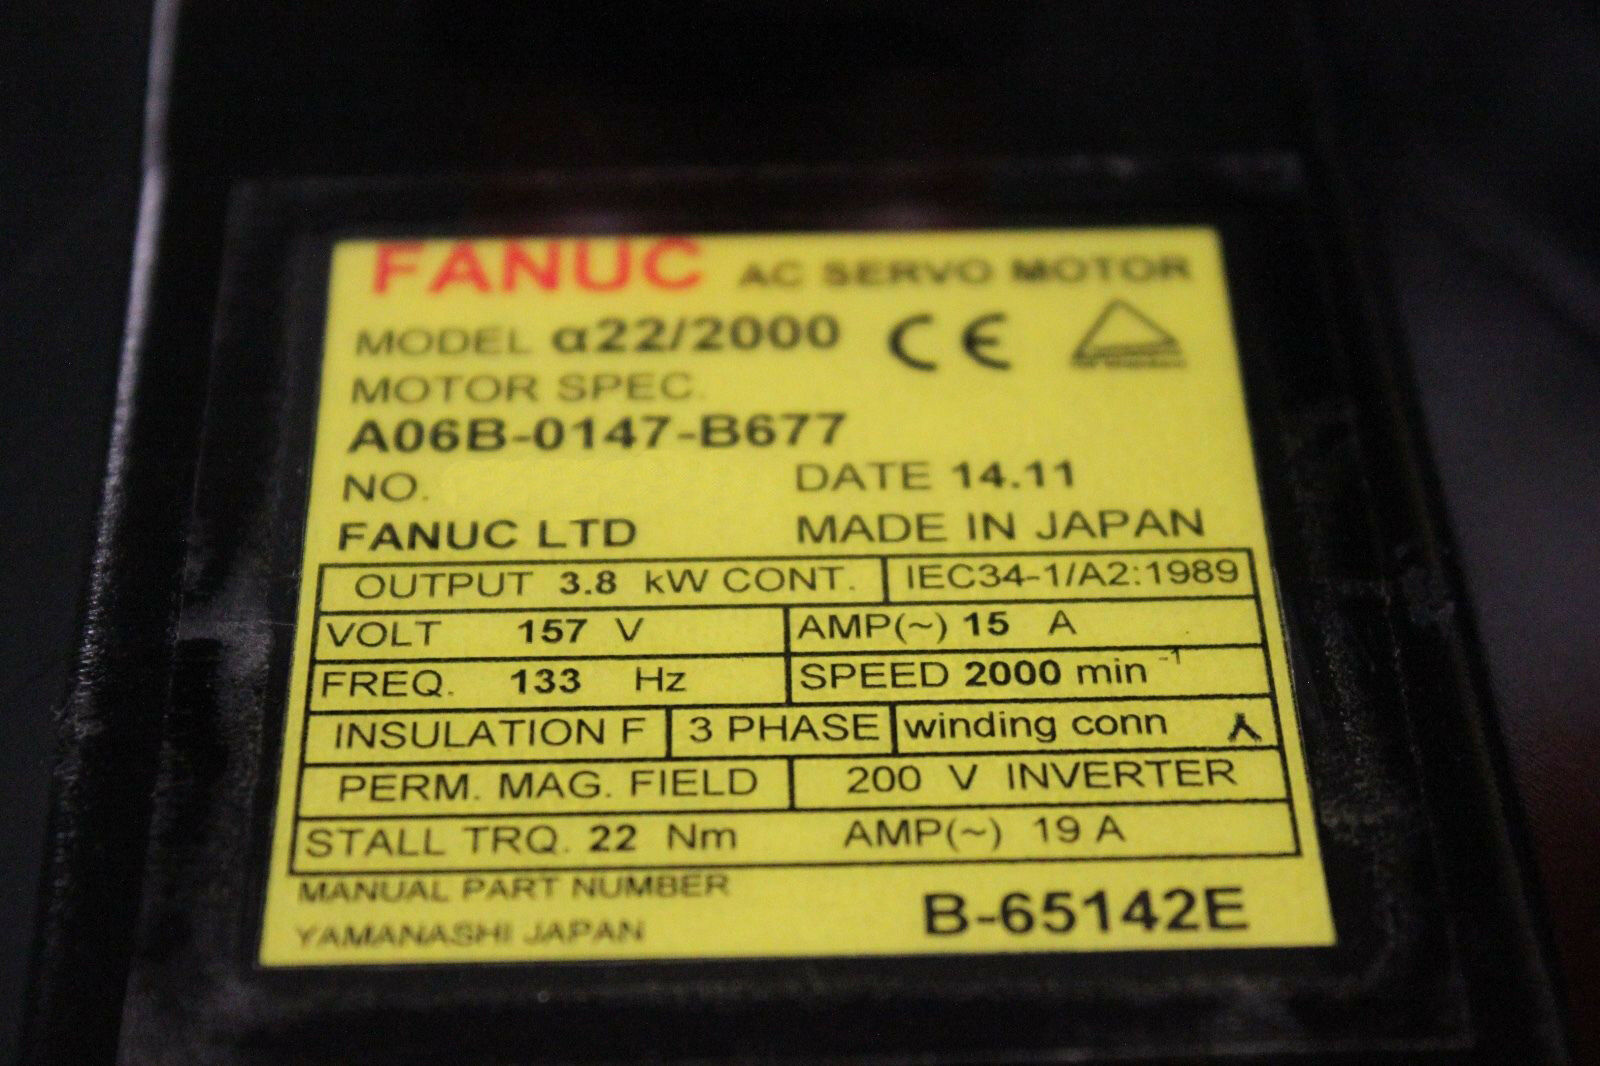 FANUC AC SERVO MOTOR
MODEL α22/2000 CE
MOTOR SPEC.
A06B-0147-B677
NO. DATE 14.11
FANUC LTD MADE IN JAPAN
OUTPUT 3.8 kW CONT. IEC34-1/A2:1989
VOLT 157 V AMP(~) 15 A
FREQ. 133 Hz SPEED 2000 min⁻¹
INSULATION F 3 PHASE winding conn
PERM. MAG. FIELD 200 V INVERTER
STALL TRQ. 22 Nm AMP(~) 19 A
MANUAL PART NUMBER B-65142E
YAMANASHI JAPAN